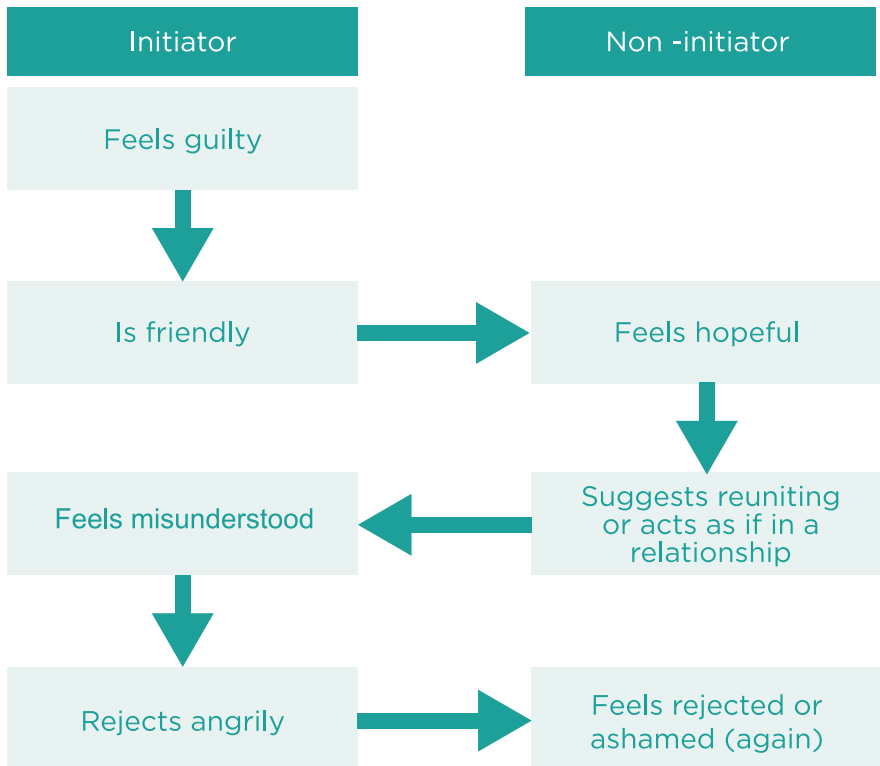 Initiator
Non -initiator
Feels guilty
Is friendly
Feels hopeful
Suggests reuniting
or acts as if in a
relationship
Feels misunderstood
Rejects angrily
Feels rejected or
ashamed (again)